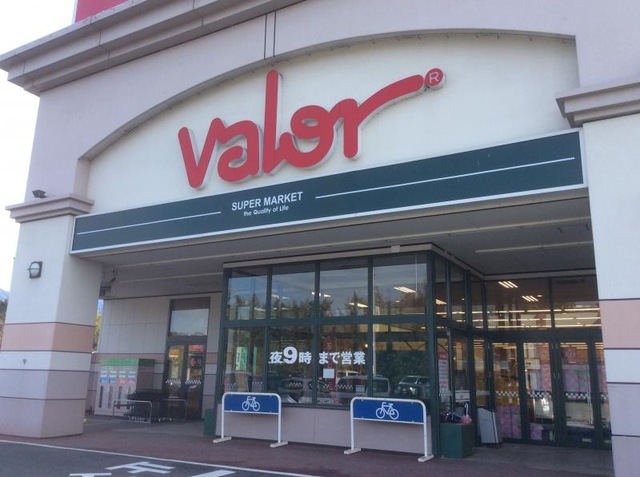 valor®
SUPER MARKET
the Quality of Life
夜9時まで営業